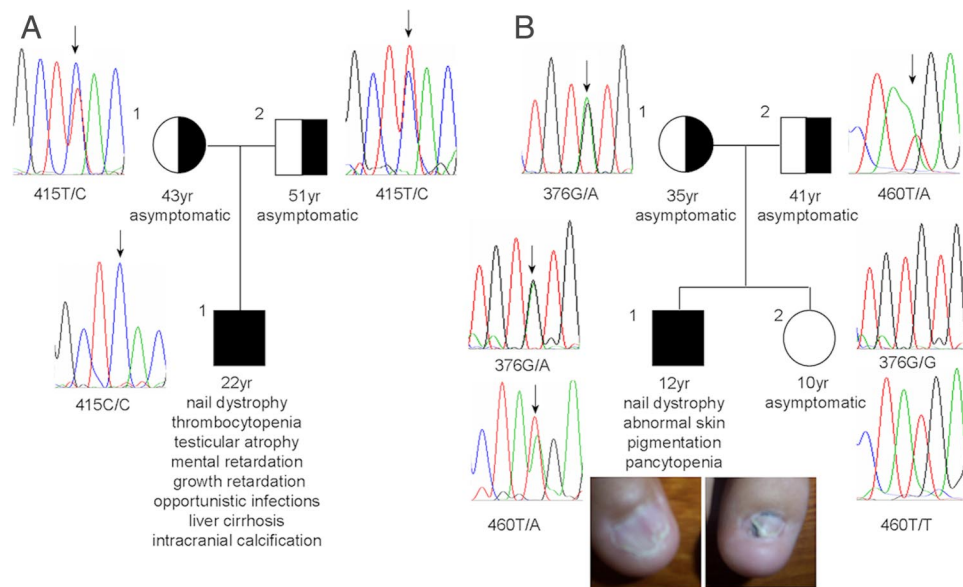 A
1
2
415T/C
43yr
asymptomatic
51yr
asymptomatic
415T/C
1
415C/C
22yr
nail dystrophy
thrombocytopenia
testicular atrophy
mental retardation
growth retardation
opportunistic infections
liver cirrhosis
intracranial calcification
B
1
2
376G/A
35yr
asymptomatic
41yr
asymptomatic
460T/A
1
2
376G/A
12yr
nail dystrophy
abnormal skin
pigmentation
pancytopenia
10yr
asymptomatic
376G/G
460T/A
460T/T